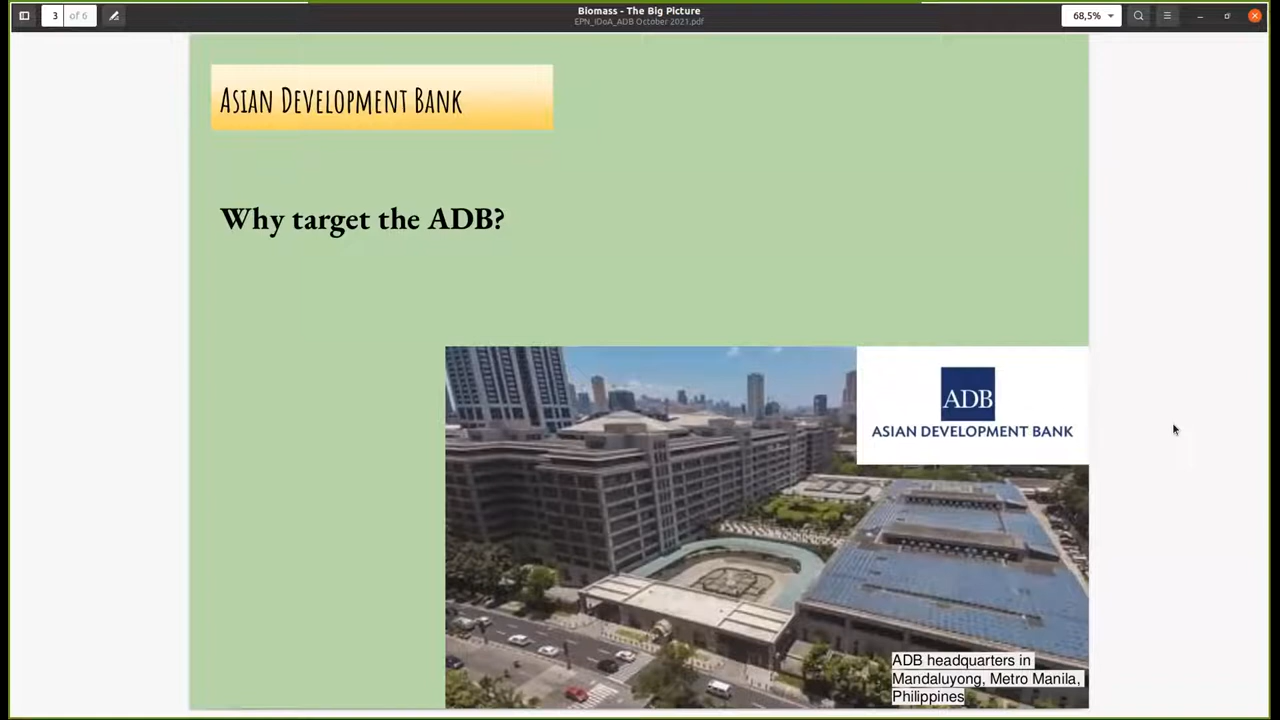 3 of 6
Biomass - The Big Picture
EPN_IDoA_ADB October 2021.pdf
68,5%
ASIAN DEVELOPMENT BANK
Why target the ADB?
ADB
ASIAN DEVELOPMENT BANK
ADB headquarters in
Mandaluyong, Metro Manila,
Philippines